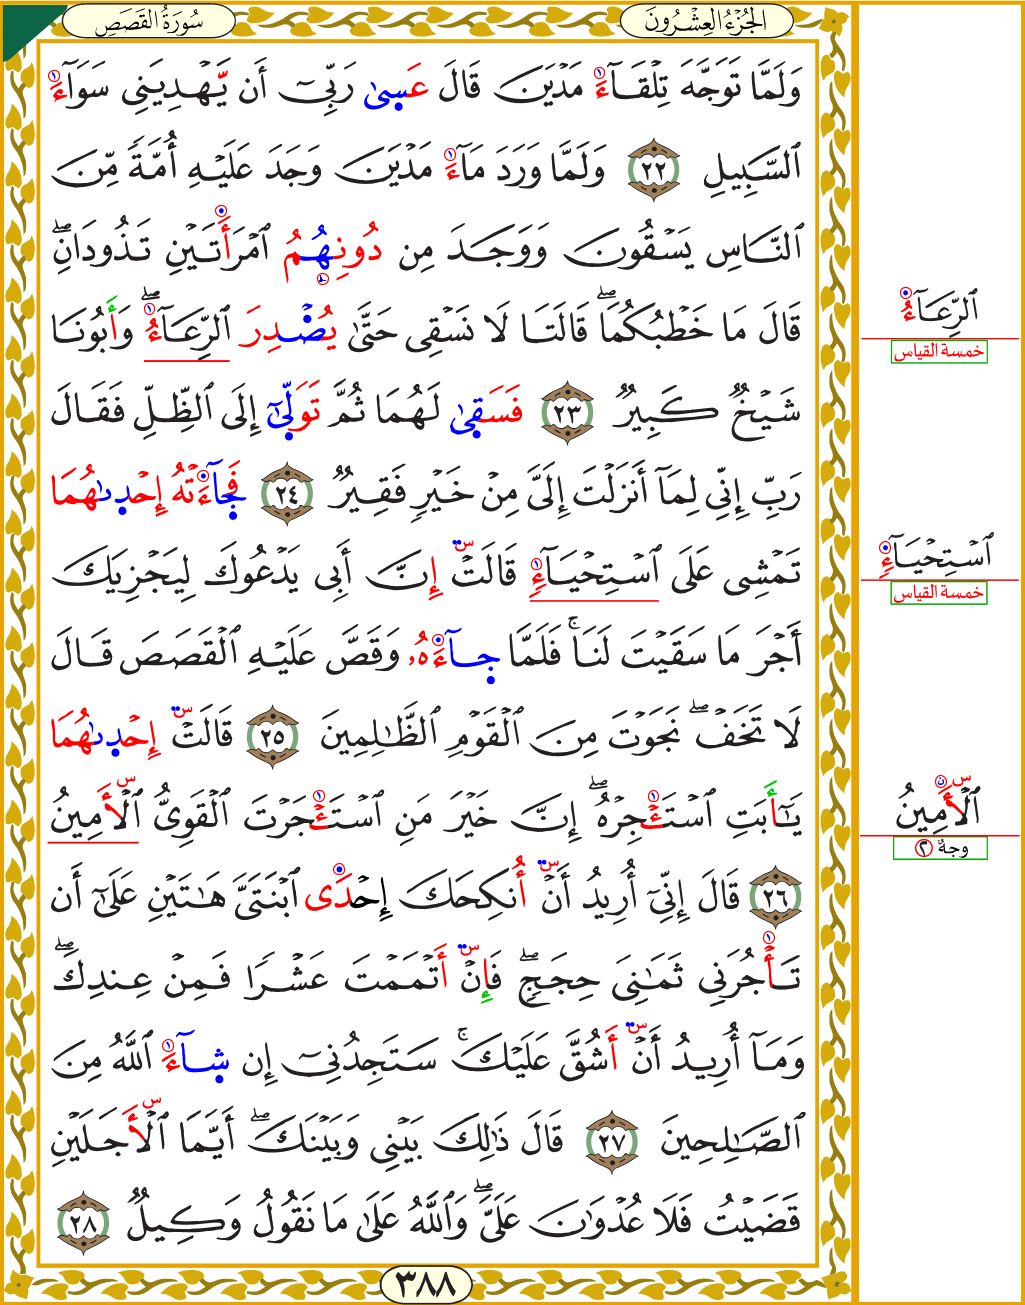 الجُزْءُ العِشْرُونَ
سُورَةُ القَصَصِ
وَلَمَّا تَوَجَّهَ تِلْقَآءَ مَدْيَنَ قَالَ عَسٜىٰ رَبِّىٓ أَن يَّهْدِيَنِى سَوَآءَ
ٱلسَّبِيلِ ٢٢ وَلَمَّا وَرَدَ مَآءَ مَدْيَنَ وَجَدَ عَلَيْهِ أُمَّةً مِّنَ
ٱلنَّاسِ يَسْقُونَ وَوَجَدَ مِن دُونِهُمُ ٱمْرَأَتَيْنِ تَذُودَانِۖ
قَالَ مَا خَطْبُكُمَاۖ قَالَتَا لَا نَسْقِى حَتَّىٰ يُصْدِرَ ٱلرِّعَآءُۖ وَأَبُونَا
شَيْخٌ كَبِيرٌ ٢٣ فَسَقٜىٰ لَهُمَا ثُمَّ تَوَلّٜىٰٓ إِلَى ٱلظِّلِّ فَقَالَ
رَبِّ إِنِّى لِمَآ أَنزَلْتَ إِلَىَّ مِنْ خَيْرٍ فَقِيرٌ ٢٤ فَجٜآءَتْهُ إِحْدٜىٰهُمَا
تَمْشِى عَلَى ٱسْتِحْيَآءٍ قَالَتْ إِنَّ أَبِى يَدْعُوكَ لِيَجْزِيَكَ
أَجْرَ مَا سَقَيْتَ لَنَاۚ فَلَمَّا جٜآءَهُۥ وَقَصَّ عَلَيْهِ ٱلْقَصَصَ قَالَ
لَا تَخَفْۖ نَجَوْتَ مِنَ ٱلْقَوْمِ ٱلظَّٰلِمِينَ ٢٥ قَالَتْ إِحْدٜىٰهُمَا
يَٰٓأَبَتِ ٱسْتَـْٔجِرْهُۖ إِنَّ خَيْرَ مَنِ ٱسْتَـْٔجَرْتَ ٱلْقَوِىُّ ٱلْأَمِينُ
٢٦ قَالَ إِنِّىٓ أُرِيدُ أَنْ أُنكِحَكَ إِحْدَى ٱبْنَتَىَّ هَٰتَيْنِ عَلَىٰٓ أَن
تَأْجُرَنِى ثَمَٰنِىَ حِجَجٍۖ فَإِنْ أَتْمَمْتَ عَشْرًا فَمِنْ عِندِكَۖ
وَمَآ أُرِيدُ أَنْ أَشُقَّ عَلَيْكَۚ سَتَجِدُنِىٓ إِن شٜآءَ ٱللَّهُ مِنَ
ٱلصَّٰلِحِينَ ٢٧ قَالَ ذَٰلِكَ بَيْنِى وَبَيْنَكَۖ أَيَّمَا ٱلْأَجَلَيْنِ
قَضَيْتُ فَلَا عُدْوَٰنَ عَلَىَّۖ وَٱللَّهُ عَلَىٰ مَا نَقُولُ وَكِيلٌ ٢٨
٣٨٨
ٱلرِّعَآءُ
خمسة القياس
ٱسْتِحْيَآءٍ
خمسة القياس
ٱلْأَمِينُ
وجهٌ ٢